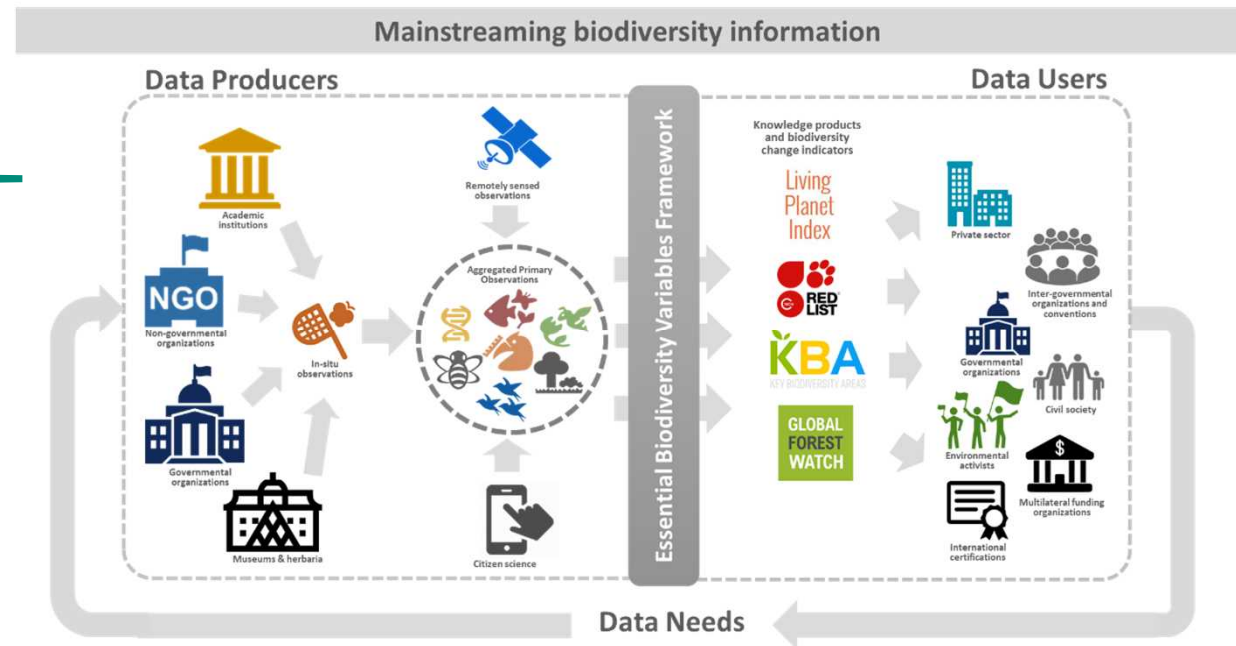 Mainstreaming biodiversity information
Data Producers
Data Users
Academic
institutions
NGO
Non-governmental
organizations
Governmental
organizations
Museums & herbaria
In-situ
observations
Remotely sensed
observations
Aggregated Primary
Observations
Citizen science
Essential Biodiversity Variables Framework
Knowledge products
and biodiversity
change indicators
Living
Planet
Index
RED
LIST
KBA
KEY BIODIVERSITY AREAS
GLOBAL
FOREST
WATCH
Private sector
Inter-governmental
organizations and
conventions
Governmental
organizations
Civil society
Environmental
activists
$
Multilateral funding
organizations
International
certifications
Data Needs